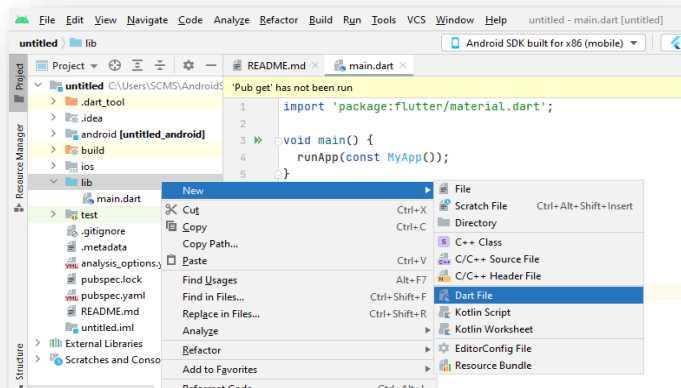 File Edit View Navigate Code Analyze Refactor Build Run Tools VCS Window Help untitled - main.dart [untitled]
untitled lib
Android SDK built for x86 (mobile)
Project
Resource Manager
Structure
Project
untitled C:\Users\SCMS\AndroidS
.dart_tool
.idea
android [untitled_android]
build
ios
lib
main.dart
test
.gitignore
.metadata
analysis_options.y
pubspec.lock
pubspec.yaml
README.md
untitled.iml
External Libraries
Scratches and Conso
README.md main.dart
'Pub get' has not been run
1 import 'package:flutter/material.dart';
2
3 void main() {
4 runApp(const MyApp());
5 }
New
Cut Ctrl+X
Copy Ctrl+C
Copy Path...
Paste Ctrl+V
Find Usages Alt+F7
Find in Files... Ctrl+Shift+F
Replace in Files... Ctrl+Shift+R
Analyze
Refactor
Add to Favorites
Reformat Code Ctrl+Alt+L
File
Scratch File Ctrl+Alt+Shift+Insert
Directory
C++ Class
C/C++ Source File
C/C++ Header File
Dart File
Kotlin Script
Kotlin Worksheet
EditorConfig File
Resource Bundle